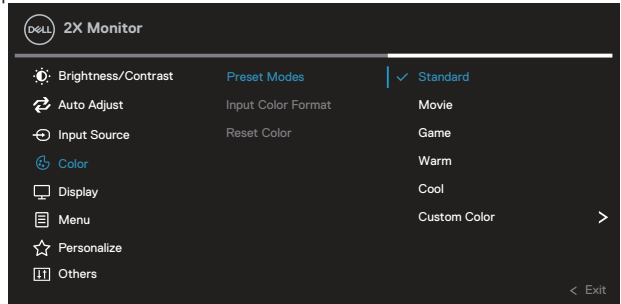 DELL 2X Monitor
Brightness/Contrast Preset Modes ✓ Standard
Auto Adjust Input Color Format Movie
Input Source Reset Color Game
Color Warm
Display Cool
Menu Custom Color >
Personalize
Others
< Exit